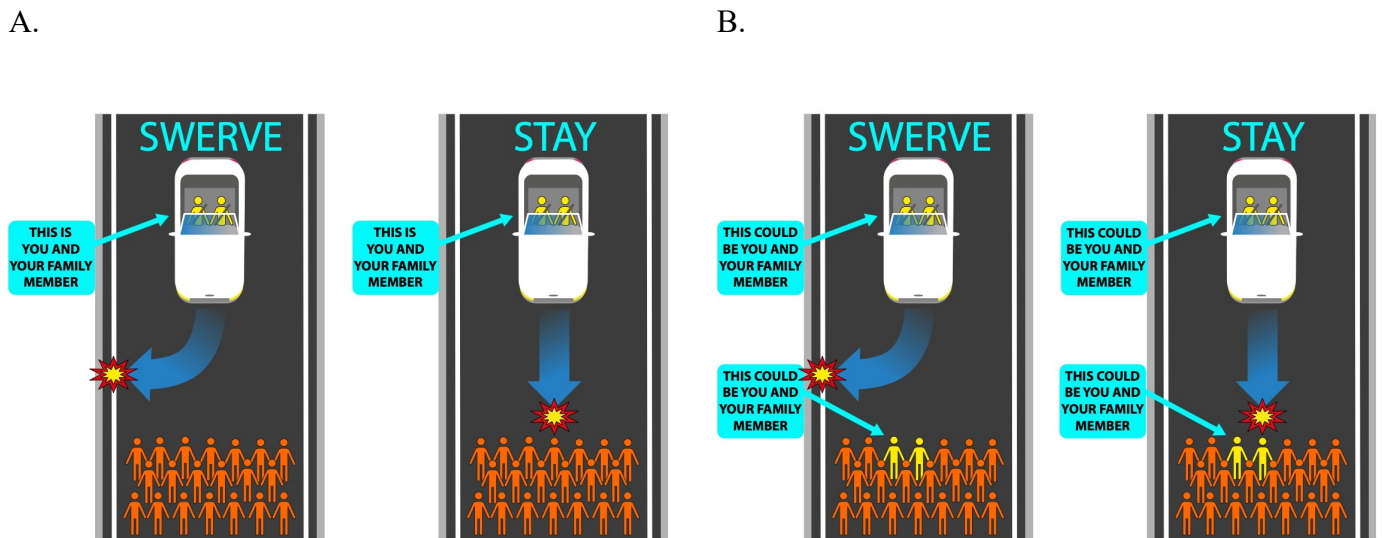 A.
B.
SWERVE
THIS IS
YOU AND
YOUR FAMILY
MEMBER
STAY
THIS IS
YOU AND
YOUR FAMILY
MEMBER
SWERVE
THIS COULD
BE YOU AND
YOUR FAMILY
MEMBER
THIS COULD
BE YOU AND
YOUR FAMILY
MEMBER
STAY
THIS COULD
BE YOU AND
YOUR FAMILY
MEMBER
THIS COULD
BE YOU AND
YOUR FAMILY
MEMBER